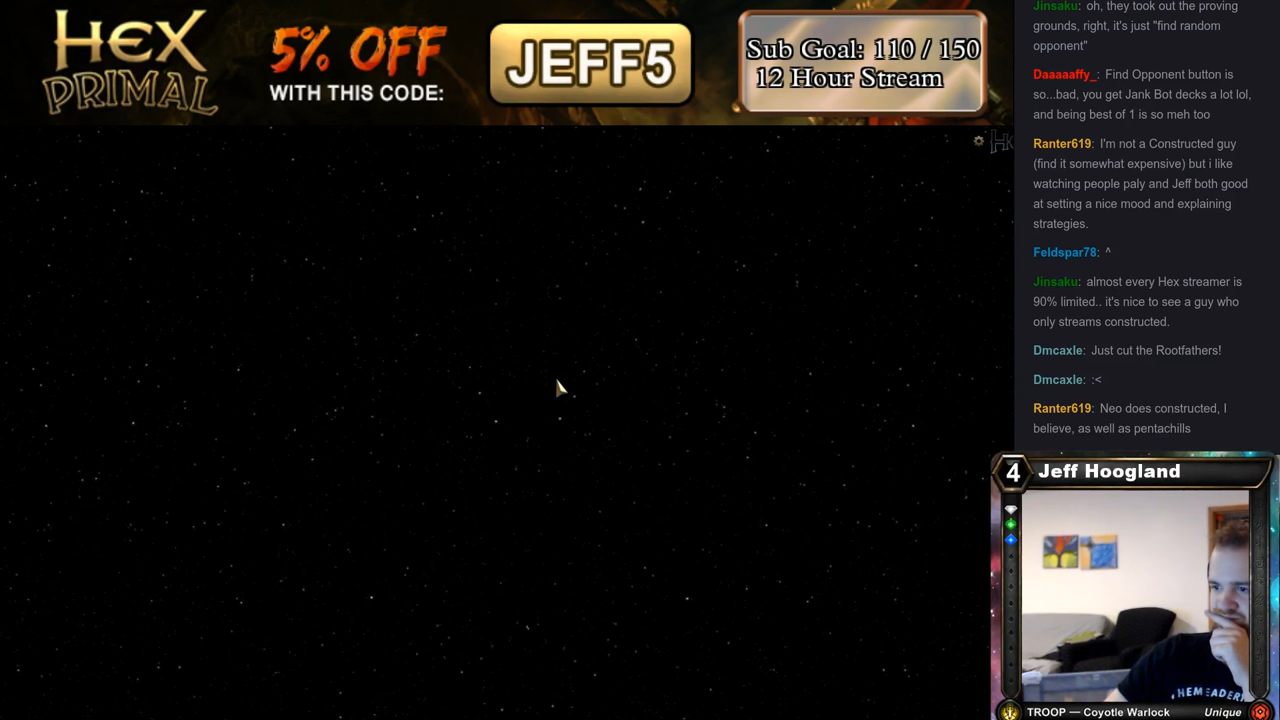 HEX
PRIMAL
5% OFF
WITH THIS CODE:
JEFF5
Sub Goal: 110 / 150
12 Hour Stream
Jinsaku: oh, they took out the proving
grounds, right, it's just "find random
opponent"
Daaaaaffy_: Find Opponent button is
so...bad, you get Jank Bot decks a lot lol,
and being best of 1 is so meh too
Ranter619: I'm not a Constructed guy
(find it somewhat expensive) but i like
watching people paly and Jeff both good
at setting a nice mood and explaining
strategies.
Feldspar78: ^
Jinsaku: almost every Hex streamer is
90% limited.. it's nice to see a guy who
only streams constructed.
Dmcaxle: Just cut the Rootfathers!
Dmcaxle: :<
Ranter619: Neo does constructed, I
believe, as well as pentachills
4 Jeff Hoogland
TROOP — Coyotle Warlock Unique